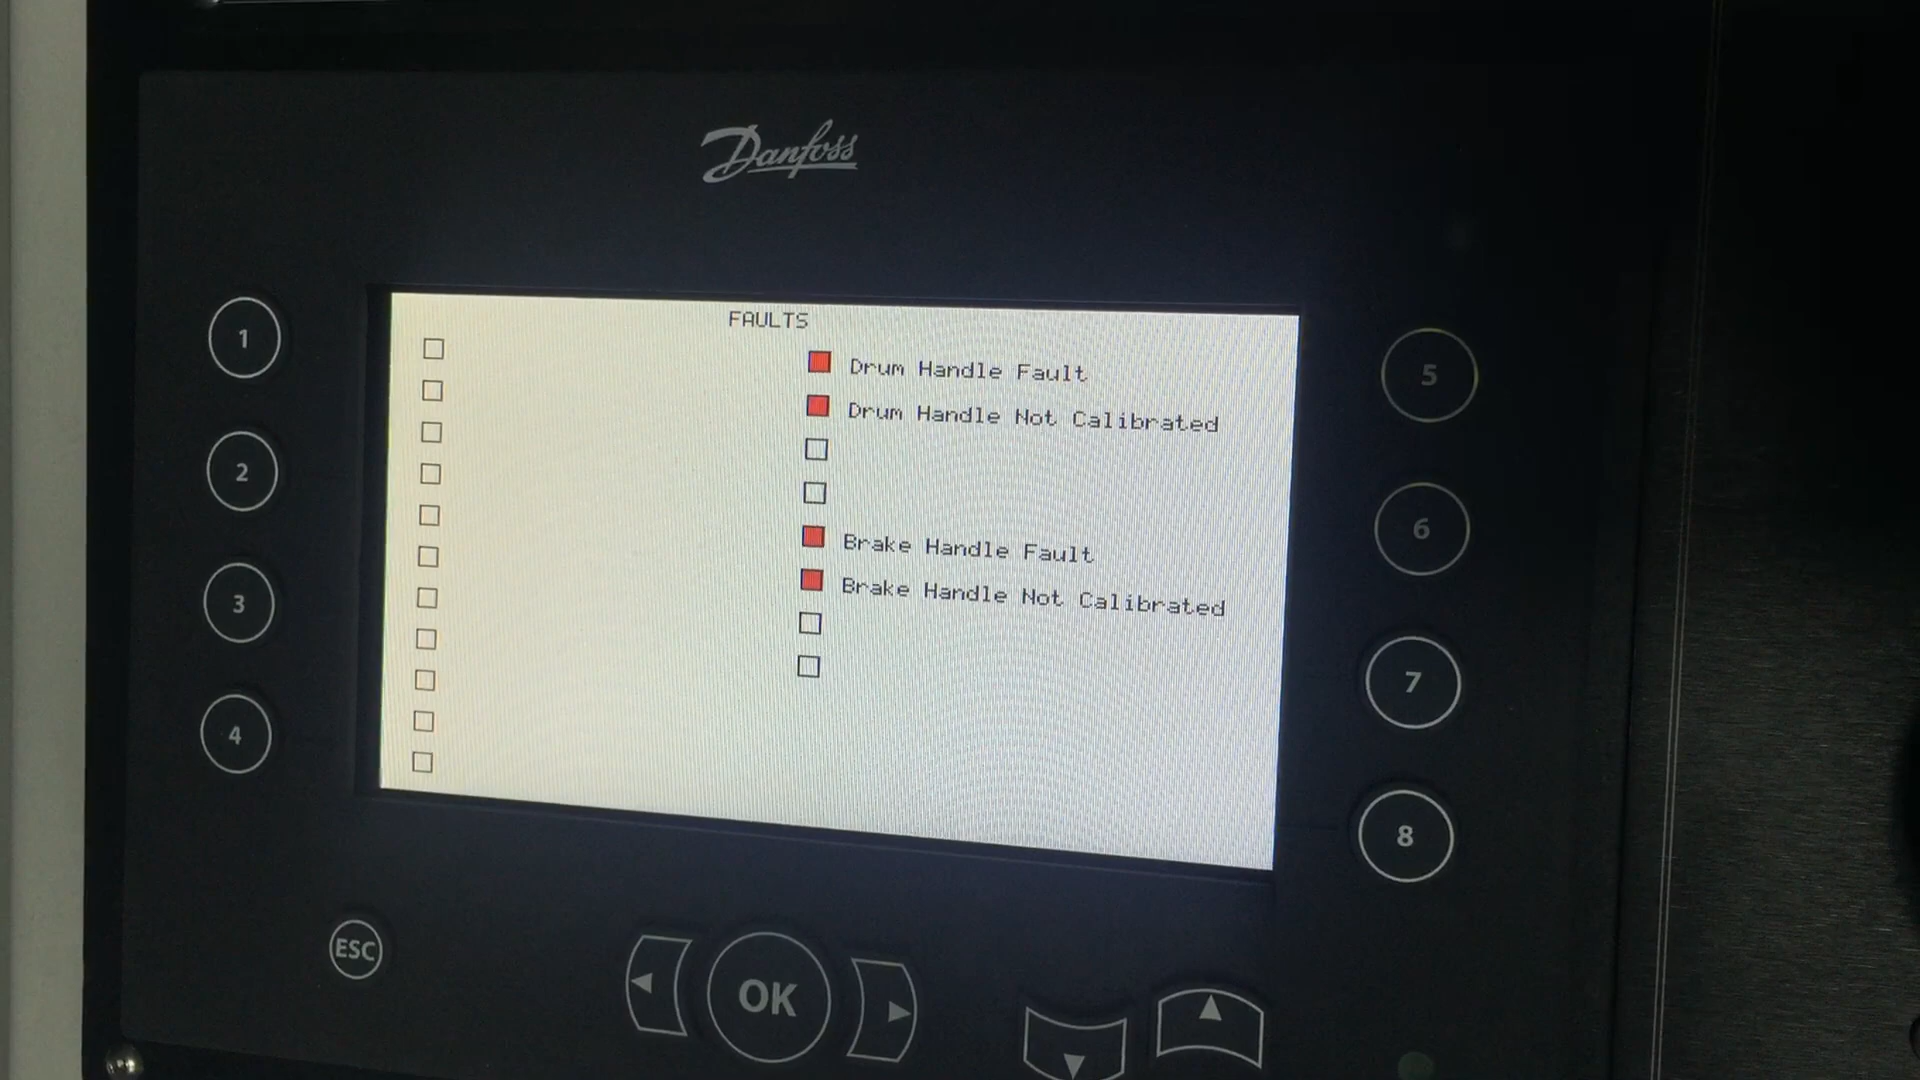 Danfoss
FAULTS
Drum Handle Fault
Drum Handle Not Calibrated
Brake Handle Fault
Brake Handle Not Calibrated
1
2
3
4
5
6
7
8
ESC
OK